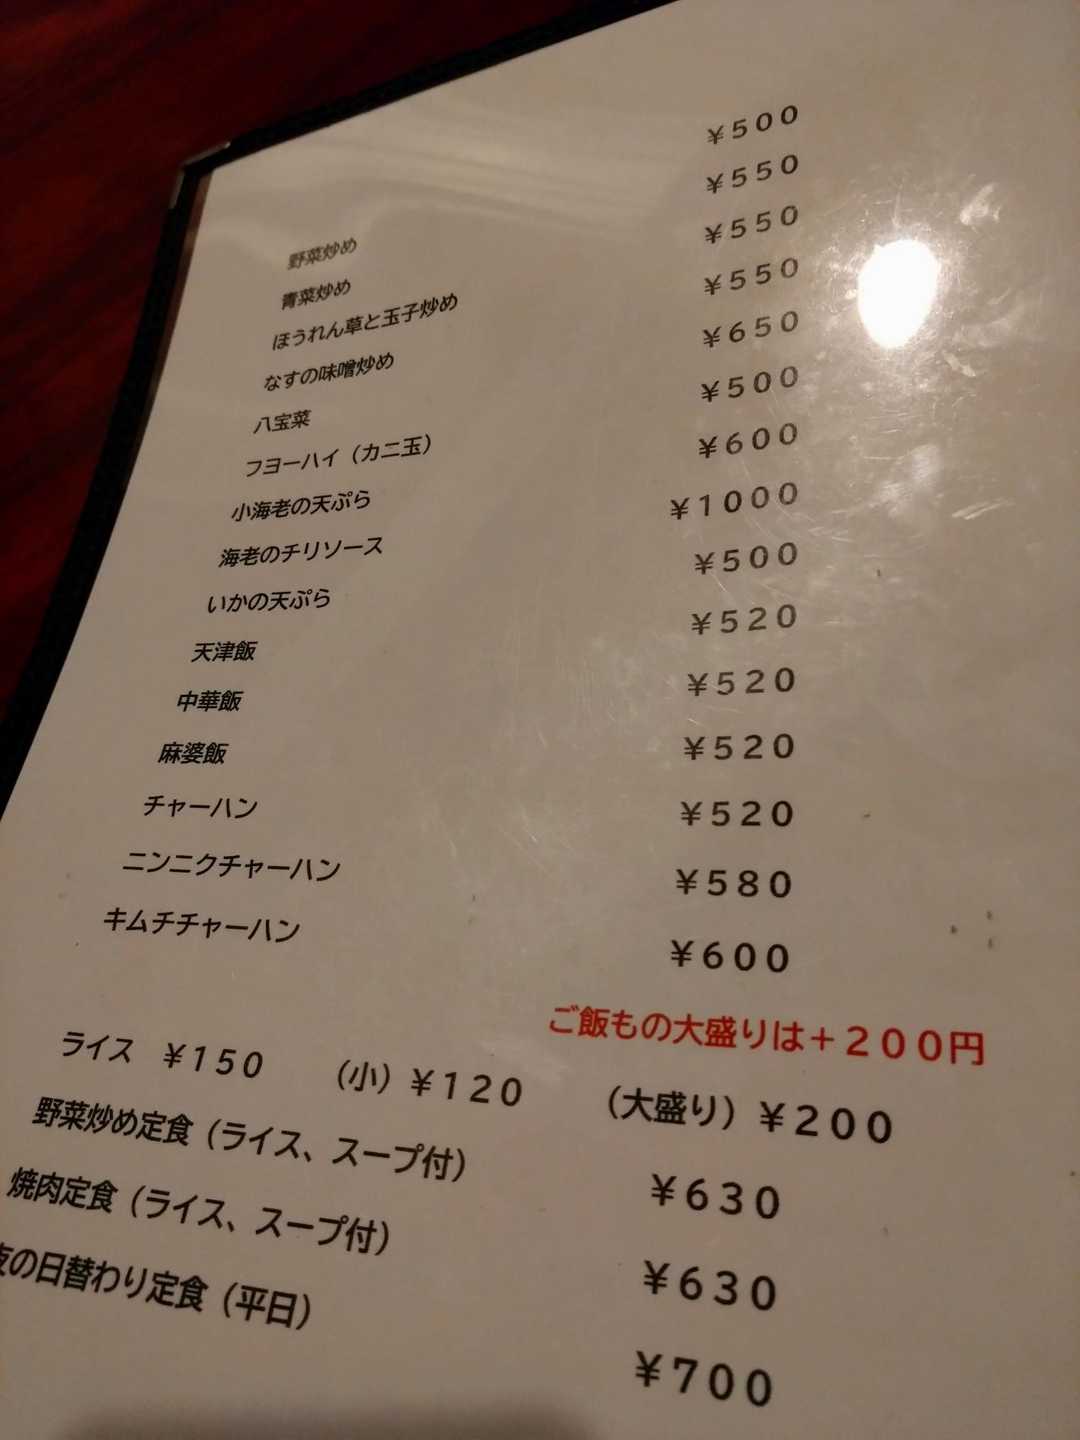 野菜炒め ￥５００
青菜炒め ￥５５０
ほうれん草と玉子炒め ￥５５０
なすの味噌炒め ￥５５０
八宝菜 ￥６５０
フヨーハイ（カニ玉） ￥５００
小海老の天ぷら ￥６００
海老のチリソース ￥１０００
いかの天ぷら ￥５００
天津飯 ￥５２０
中華飯 ￥５２０
麻婆飯 ￥５２０
チャーハン ￥５２０
ニンニクチャーハン ￥５８０
キムチチャーハン ￥６００
ご飯もの大盛りは＋２００円
ライス ￥１５０ （小）￥１２０ （大盛り）￥２００
野菜炒め定食（ライス、スープ付） ￥６３０
焼肉定食（ライス、スープ付） ￥６３０
夜の日替わり定食（平日） ￥７００